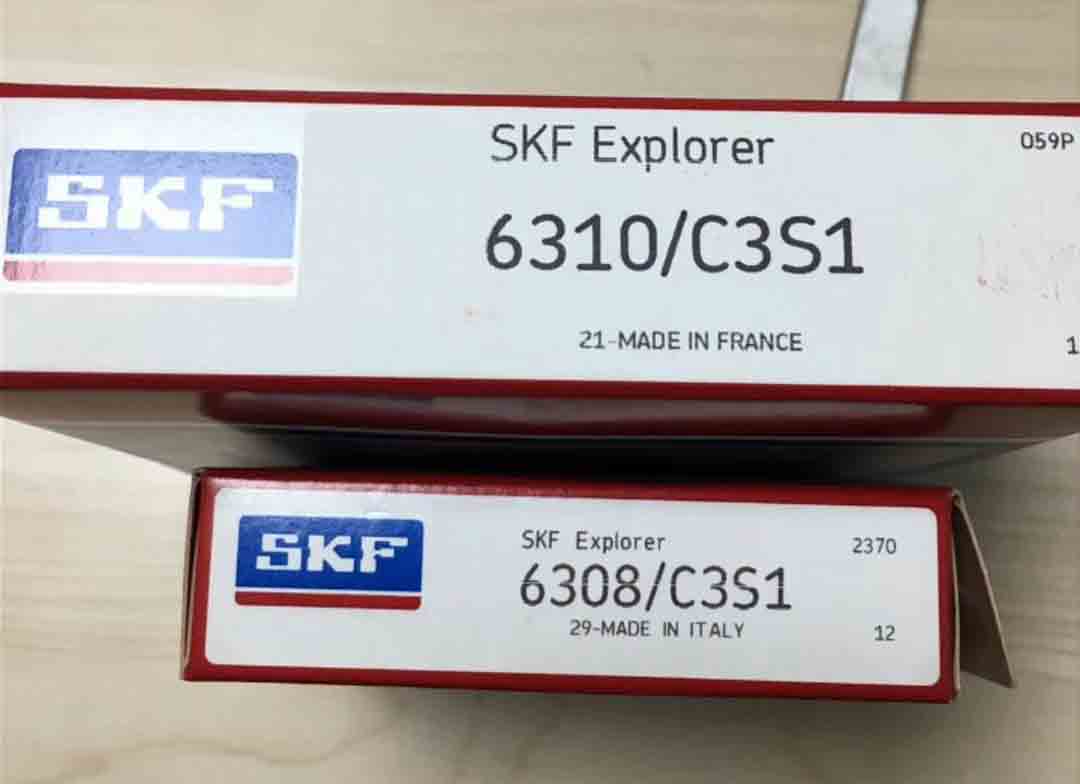 SKF
SKF Explorer
059P
6310/C3S1
21-MADE IN FRANCE
1
SKF
SKF Explorer
2370
6308/C3S1
29-MADE IN ITALY
12